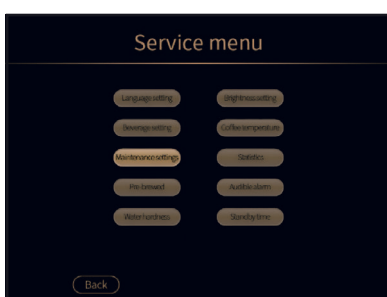 Service menu
Language setting Brightness setting
Beverage setting Coffee temperature
Maintenance settings Statistics
Pre-brewed Audible alarm
Water hardness Standby time
Back